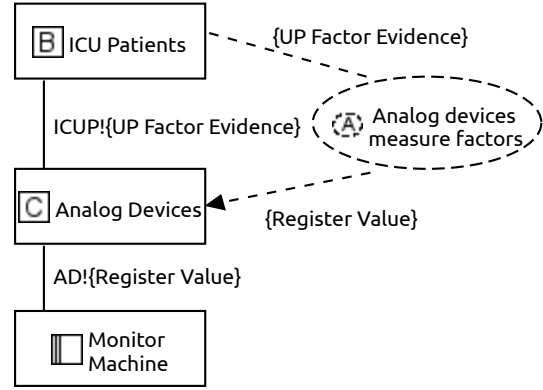 B ICU Patients
{UP Factor Evidence}
ICUP!{UP Factor Evidence}
A Analog devices
measure factors
C Analog Devices
{Register Value}
AD!{Register Value}
Monitor
Machine